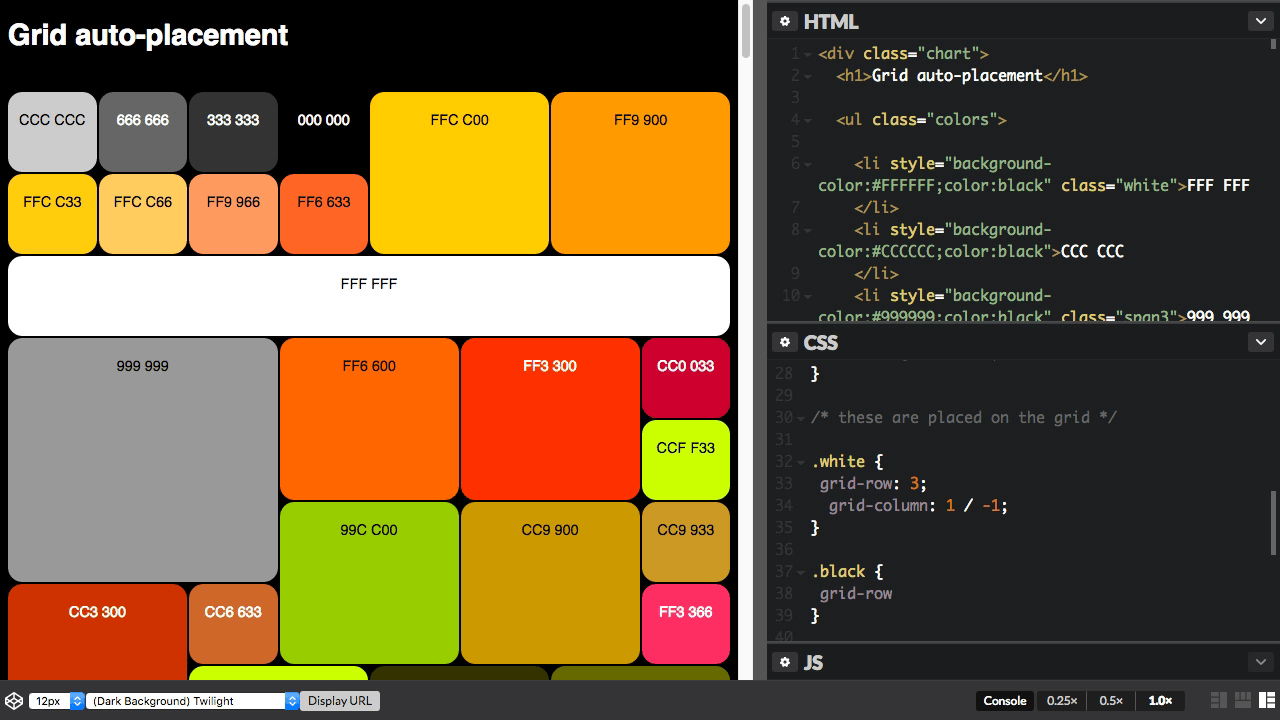 Grid auto-placement
CCC CCC
666 666
333 333
000 000
FFC C00
FF9 900
FFC C33
FFC C66
FF9 966
FF6 633
FFF FFF
999 999
FF6 600
FF3 300
CC0 033
CCF F33
99C C00
CC9 900
CC9 933
CC3 300
CC6 633
FF3 366
HTML
1 <div class="chart">
2 <h1>Grid auto-placement</h1>
3
4 <ul class="colors">
5
6 <li style="background-
color:#FFFFFF;color:black" class="white">FFF FFF
7 </li>
8 <li style="background-
color:#CCCCCC;color:black">CCC CCC
9 </li>
10 <li style="background-
color:#999999;color:black" class="span3">999 999
CSS
28 }
29
30 /* these are placed on the grid */
31
32 .white {
33 grid-row: 3;
34 grid-column: 1 / -1;
35 }
36
37 .black {
38 grid-row
39 }
40
JS
12px
(Dark Background) Twilight
Display URL
Console
0.25×
0.5×
1.0×